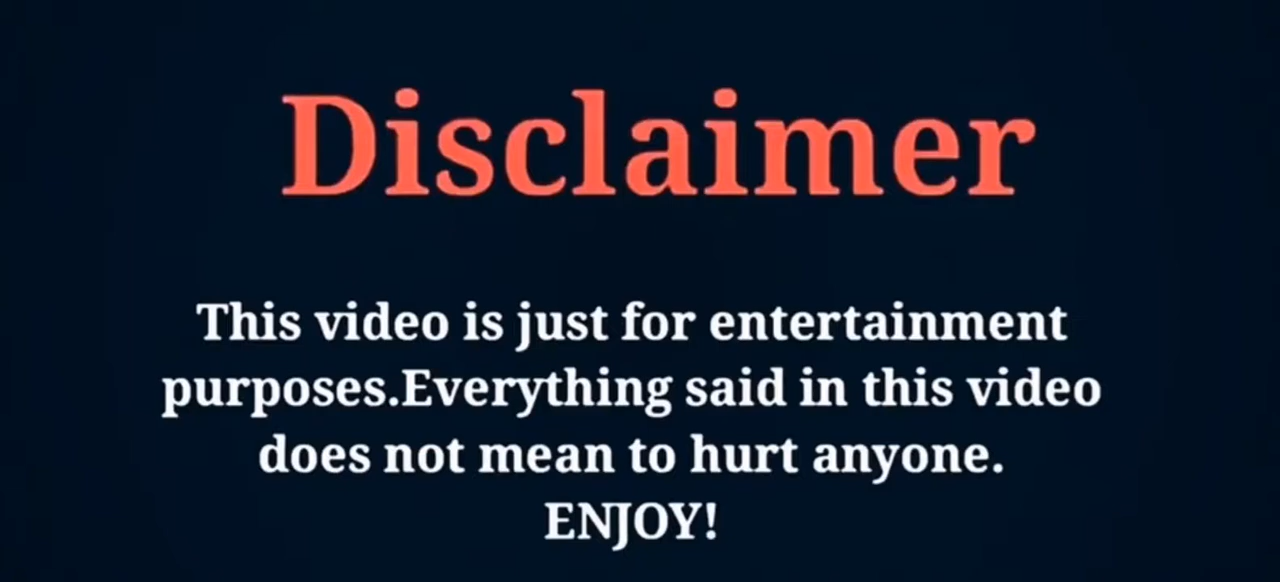 Disclaimer
This video is just for entertainment
purposes.Everything said in this video
does not mean to hurt anyone.
ENJOY!